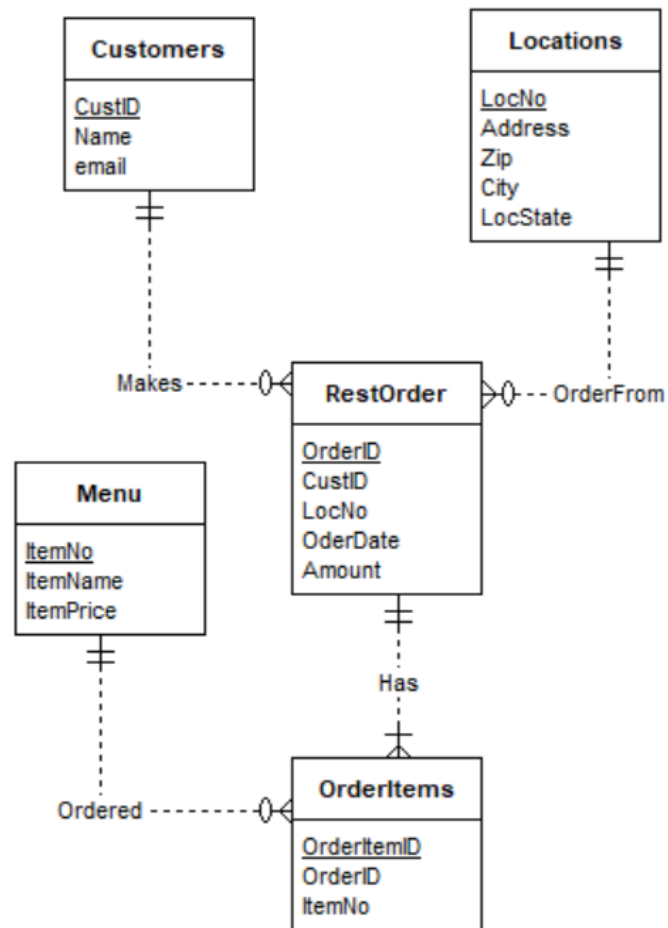 Customers
CustID
Name
email
Locations
LocNo
Address
Zip
City
LocState
Makes
OrderFrom
RestOrder
OrderID
CustID
LocNo
OderDate
Amount
Menu
ItemNo
ItemName
ItemPrice
Has
Ordered
OrderItems
OrderItemID
OrderID
ItemNo